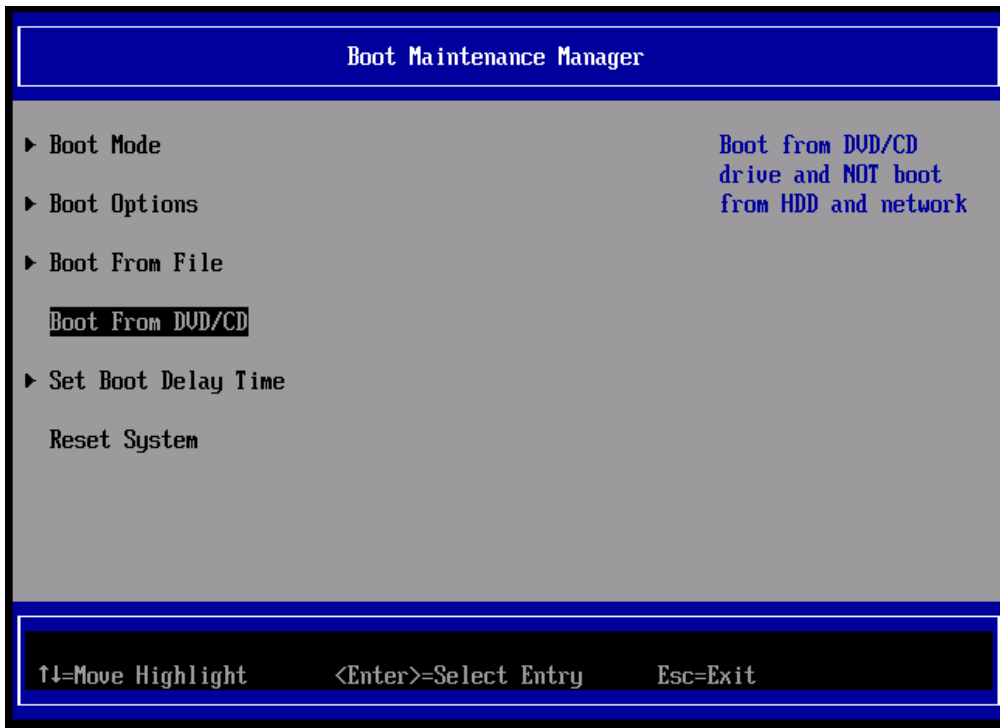 Boot Maintenance Manager
▶ Boot Mode
Boot from DVD/CD
drive and NOT boot
from HDD and network
▶ Boot Options
▶ Boot From File
Boot From DVD/CD
▶ Set Boot Delay Time
Reset System
↑↓=Move Highlight <Enter>=Select Entry Esc=Exit